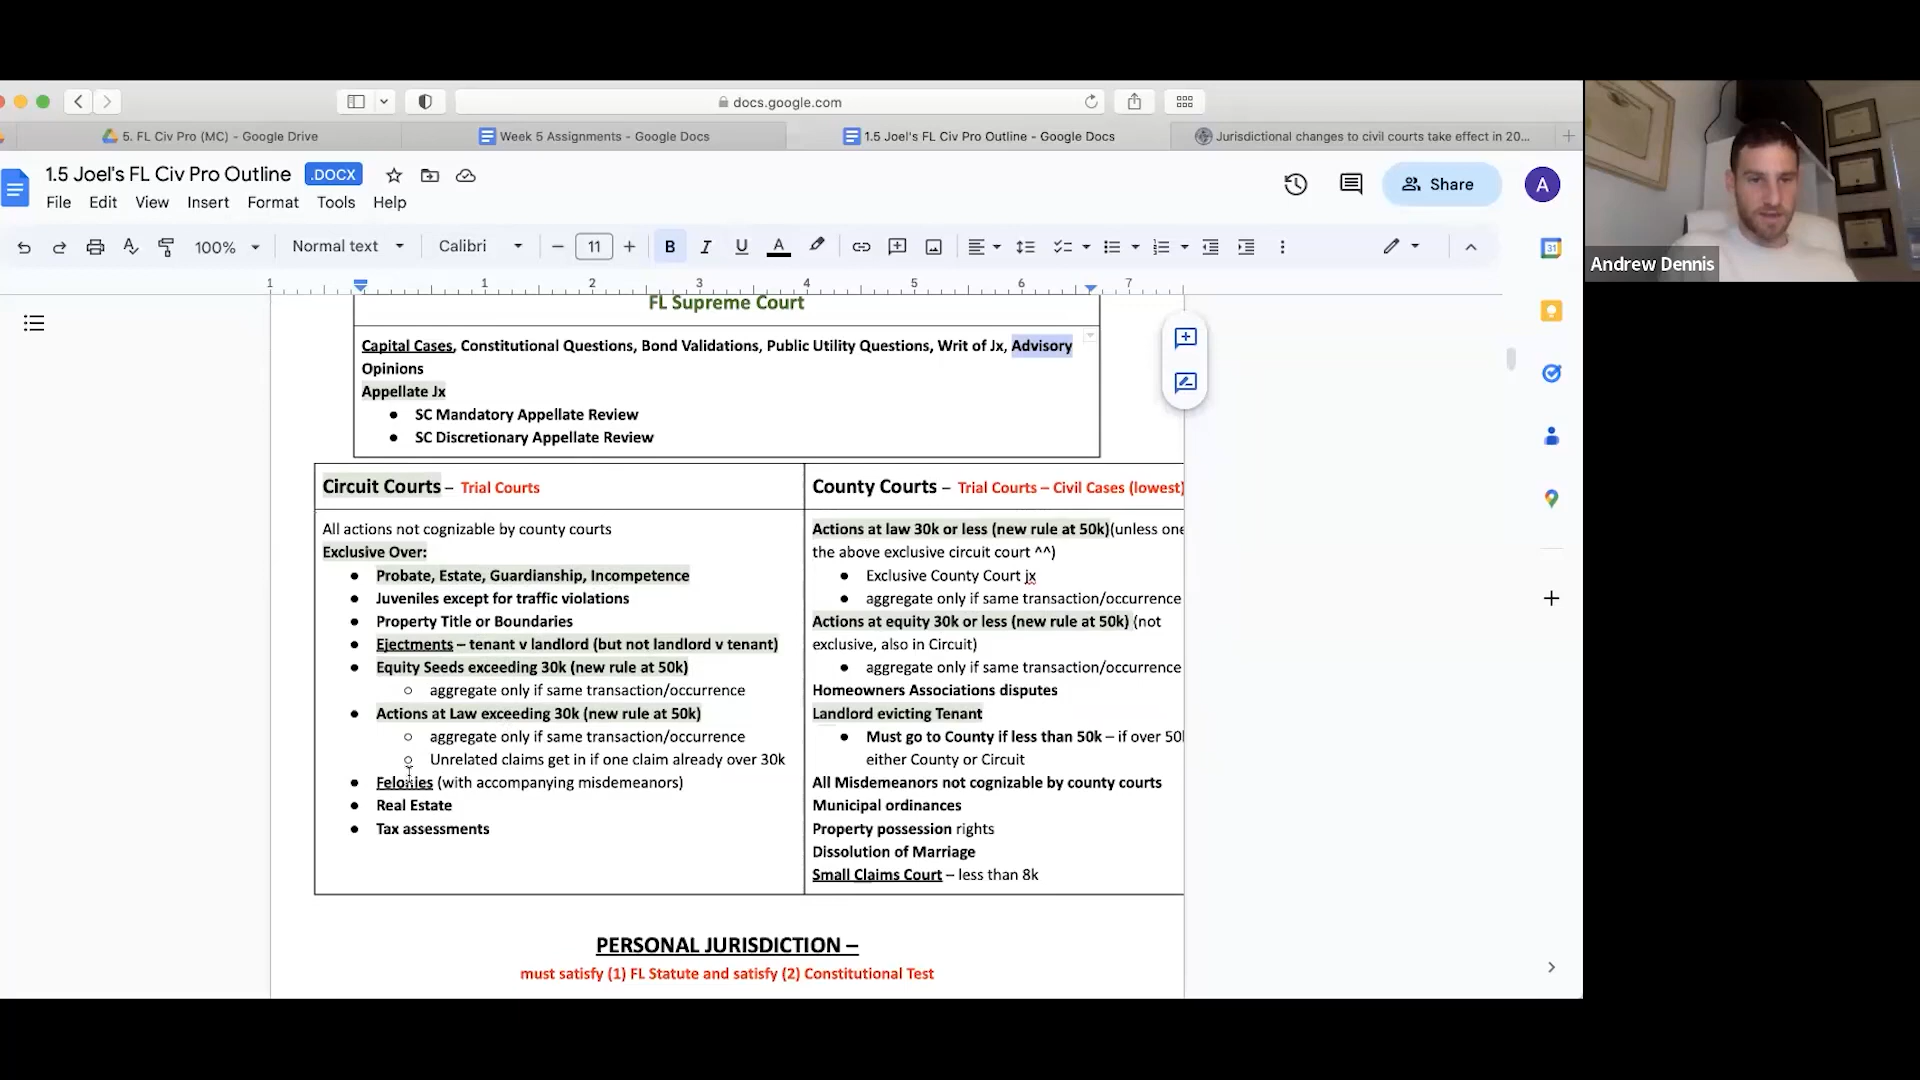 docs.google.com
5. FL Civ Pro (MC) - Google Drive
Week 5 Assignments - Google Docs
1.5 Joel's FL Civ Pro Outline - Google Docs
Jurisdictional changes to civil courts take effect in 20...
1.5 Joel's FL Civ Pro Outline
.DOCX
Share
A
File Edit View Insert Format Tools Help
100%
Normal text
Calibri
11
B I U A
31
Andrew Dennis
1 1 2 3 4 5 6 7
FL Supreme Court
Capital Cases, Constitutional Questions, Bond Validations, Public Utility Questions, Writ of Jx, Advisory
Opinions
Appellate Jx
● SC Mandatory Appellate Review
● SC Discretionary Appellate Review
Circuit Courts – Trial Courts
All actions not cognizable by county courts
Exclusive Over:
● Probate, Estate, Guardianship, Incompetence
● Juveniles except for traffic violations
● Property Title or Boundaries
● Ejectments – tenant v landlord (but not landlord v tenant)
● Equity Seeds exceeding 30k (new rule at 50k)
○ aggregate only if same transaction/occurrence
● Actions at Law exceeding 30k (new rule at 50k)
○ aggregate only if same transaction/occurrence
○ Unrelated claims get in if one claim already over 30k
● Felonies (with accompanying misdemeanors)
● Real Estate
● Tax assessments
County Courts – Trial Courts – Civil Cases (lowest)
Actions at law 30k or less (new rule at 50k)(unless one
the above exclusive circuit court ^^)
● Exclusive County Court jx
● aggregate only if same transaction/occurrence
Actions at equity 30k or less (new rule at 50k) (not
exclusive, also in Circuit)
● aggregate only if same transaction/occurrence
Homeowners Associations disputes
Landlord evicting Tenant
● Must go to County if less than 50k – if over 50k
either County or Circuit
All Misdemeanors not cognizable by county courts
Municipal ordinances
Property possession rights
Dissolution of Marriage
Small Claims Court – less than 8k
PERSONAL JURISDICTION –
must satisfy (1) FL Statute and satisfy (2) Constitutional Test